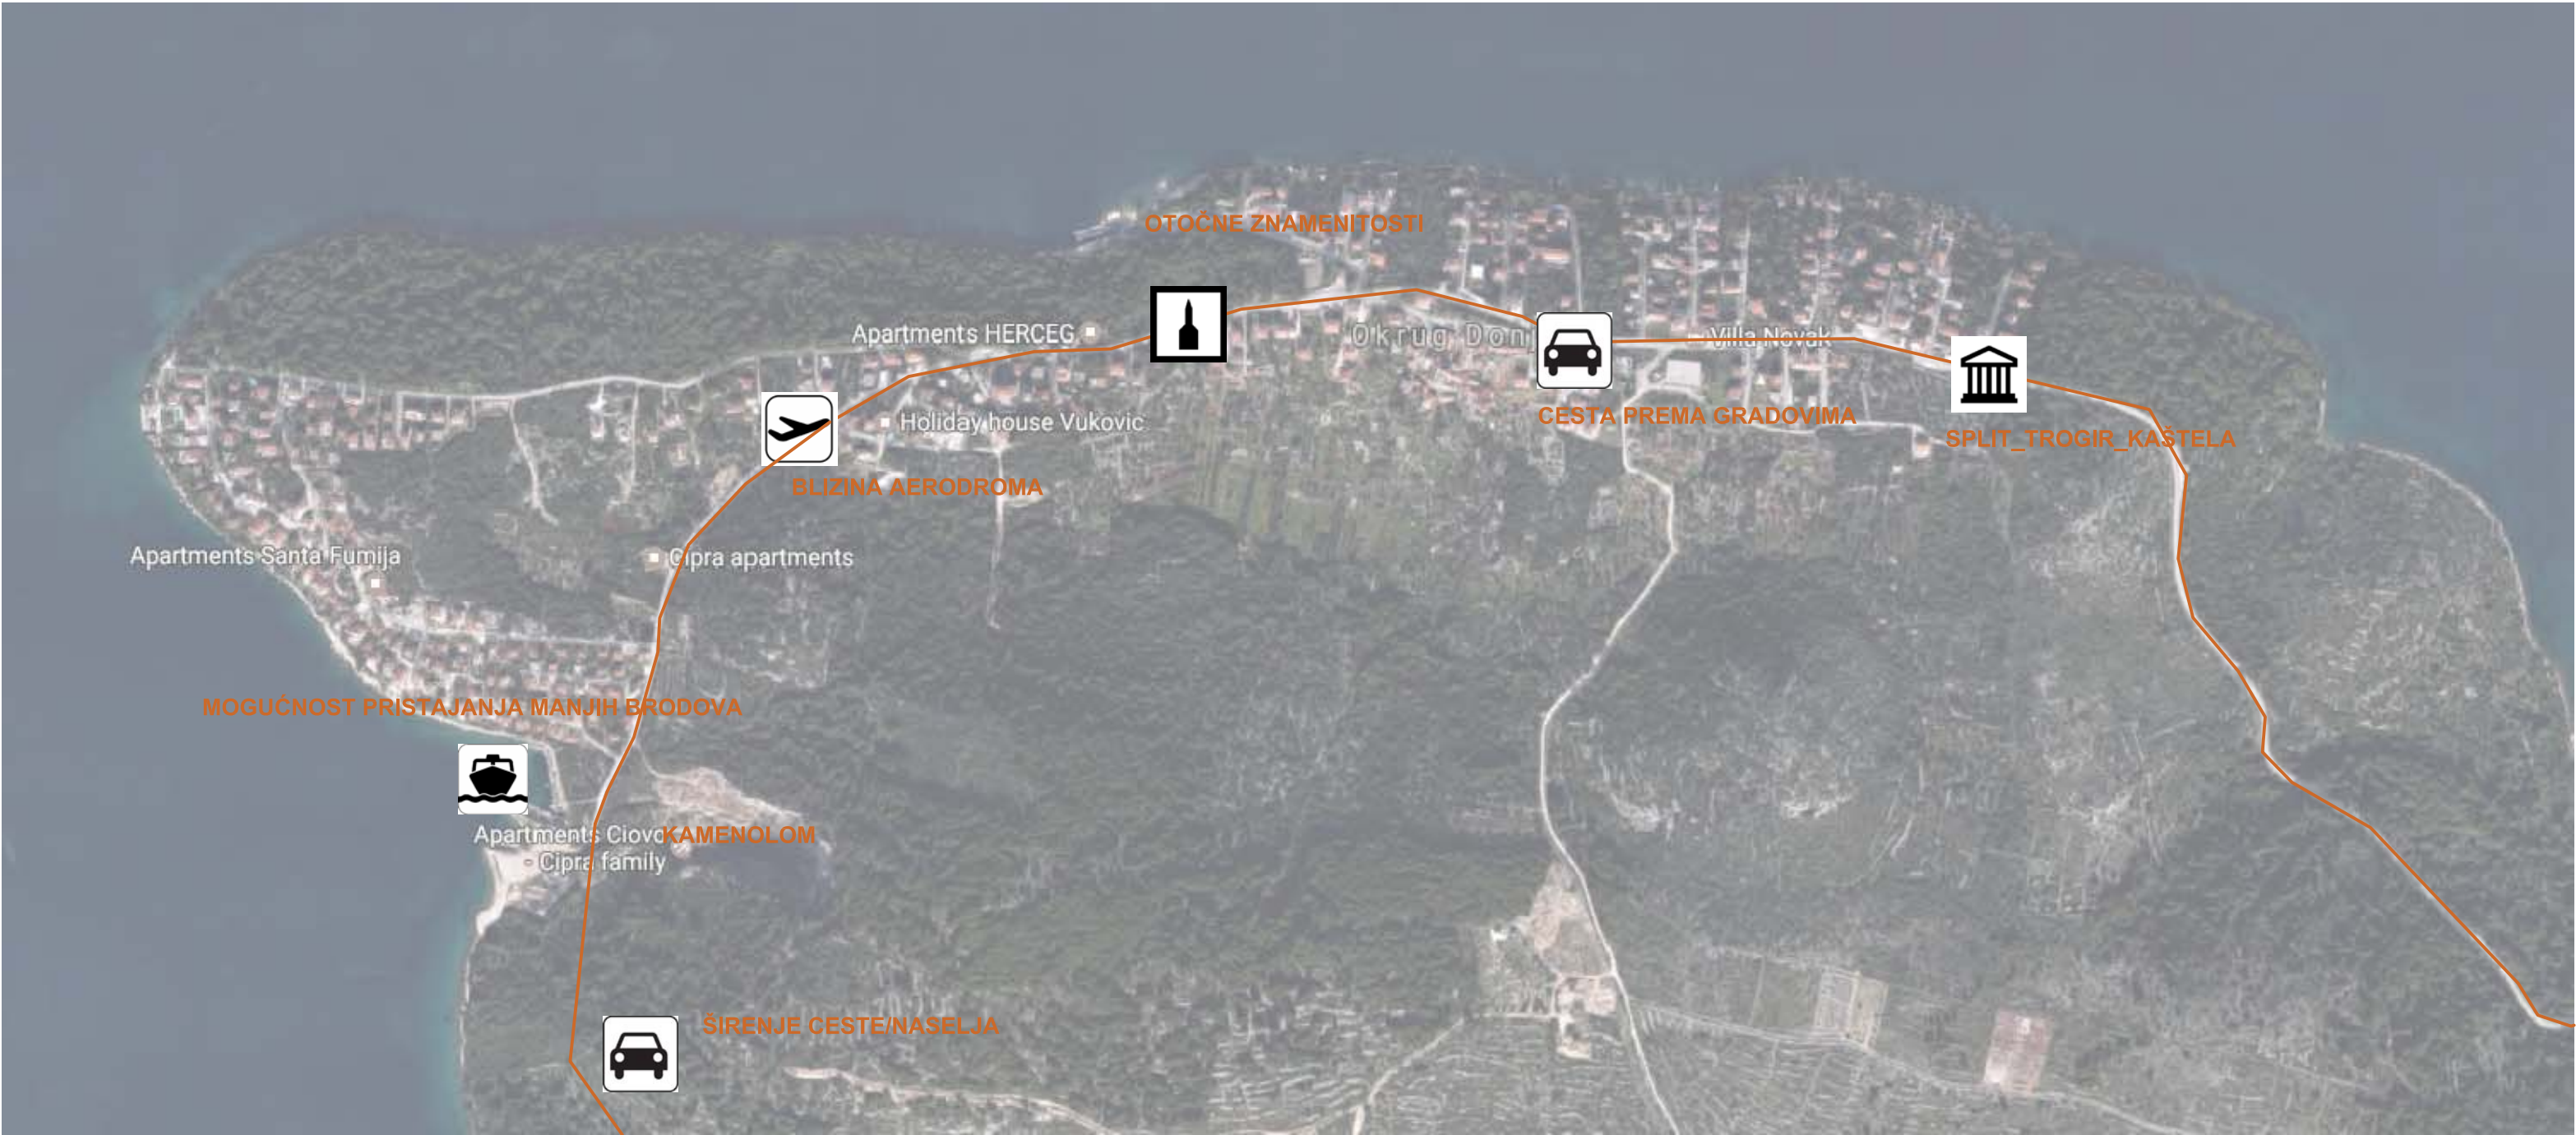 OTOČNE ZNAMENITOSTI
Apartments HERCEG
Okrug Don
Villa Novak
CESTA PREMA GRADOVIMA
Holiday house Vukovic
SPLIT_TROGIR_KAŠTELA
BLIZINA AERODROMA
Apartments Santa Fumija
Cipra apartments
MOGUĆNOST PRISTAJANJA MANJIH BRODOVA
Apartments Ciovo
- Cipra family
KAMENOLOM
ŠIRENJE CESTE/NASELJA